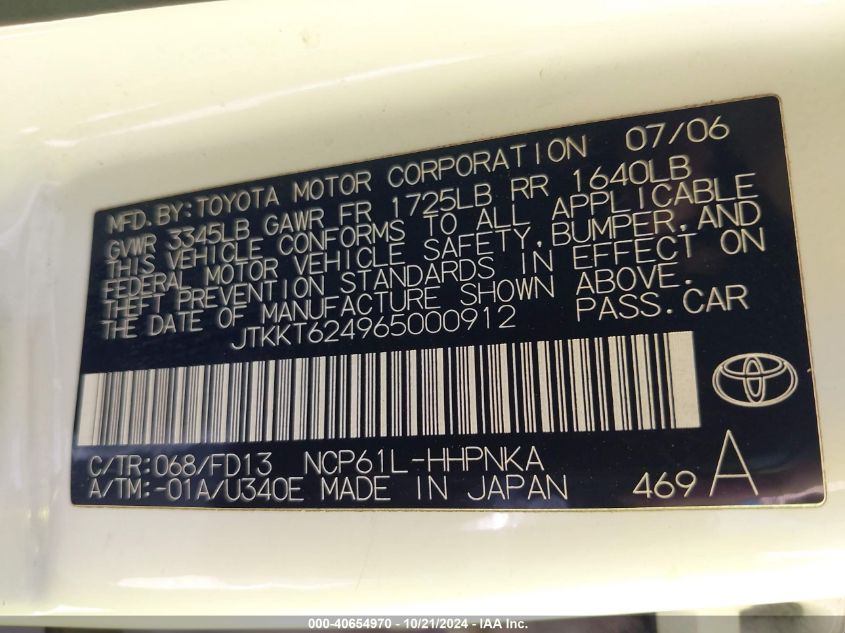 MFD. BY: TOYOTA MOTOR CORPORATION 07/06
GVWR 3345LB GAWR FR 1725LB RR 1640LB
THIS VEHICLE CONFORMS TO ALL APPLICABLE
FEDERAL MOTOR VEHICLE SAFETY, BUMPER, AND
THEFT PREVENTION STANDARDS IN EFFECT ON
THE DATE OF MANUFACTURE SHOWN ABOVE.
JTKKT624965000912 PASS. CAR
C/TR: 068/FD13 NCP61L-HHPNKA
A/TM: -01A/U340E MADE IN JAPAN 469 A
000-40654970 - 10/21/2024 - IAA Inc.